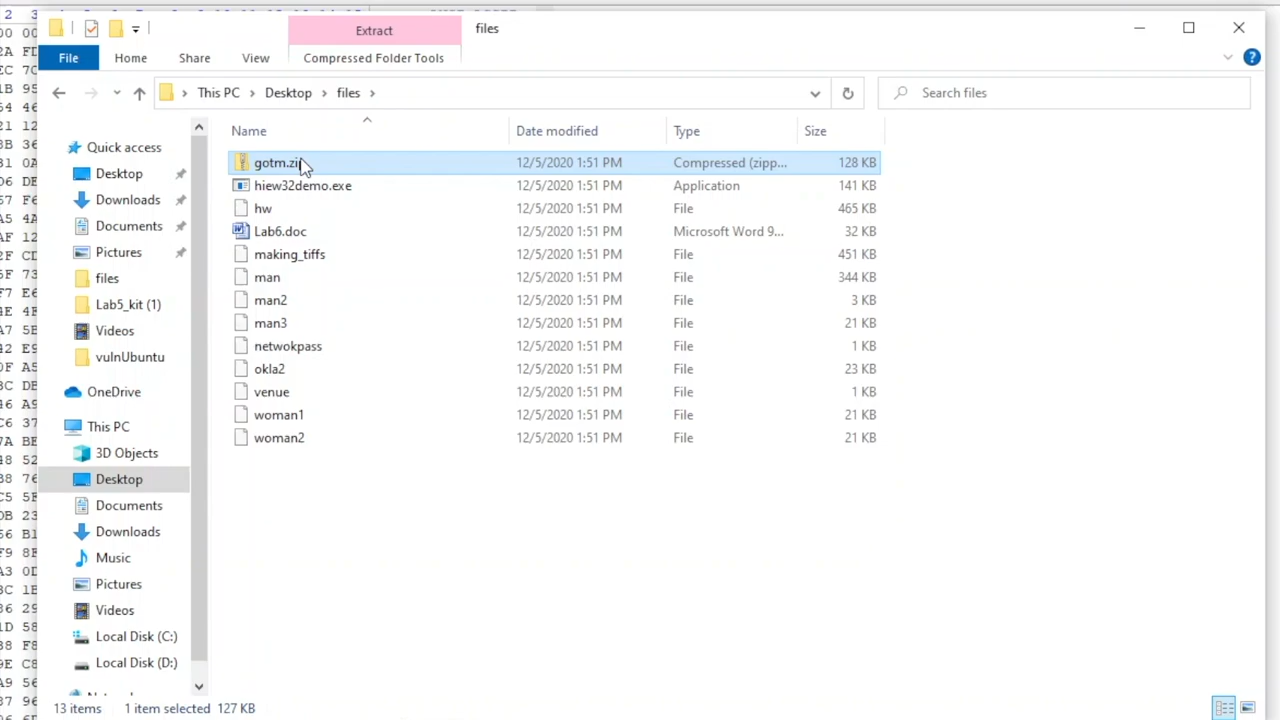 Extract
files
File
Home
Share
View
Compressed Folder Tools
This PC > Desktop > files >
Search files
Name
Date modified
Type
Size
Quick access
Desktop
Downloads
Documents
Pictures
files
Lab5_kit (1)
Videos
vulnUbuntu
OneDrive
This PC
3D Objects
Desktop
Documents
Downloads
Music
Pictures
Videos
Local Disk (C:)
Local Disk (D:)
gotm.zip 12/5/2020 1:51 PM Compressed (zipp... 128 KB
hiew32demo.exe 12/5/2020 1:51 PM Application 141 KB
hw 12/5/2020 1:51 PM File 465 KB
Lab6.doc 12/5/2020 1:51 PM Microsoft Word 9... 32 KB
making_tiffs 12/5/2020 1:51 PM File 451 KB
man 12/5/2020 1:51 PM File 344 KB
man2 12/5/2020 1:51 PM File 3 KB
man3 12/5/2020 1:51 PM File 21 KB
netwokpass 12/5/2020 1:51 PM File 1 KB
okla2 12/5/2020 1:51 PM File 23 KB
venue 12/5/2020 1:51 PM File 1 KB
woman1 12/5/2020 1:51 PM File 21 KB
woman2 12/5/2020 1:51 PM File 21 KB
13 items
1 item selected 127 KB